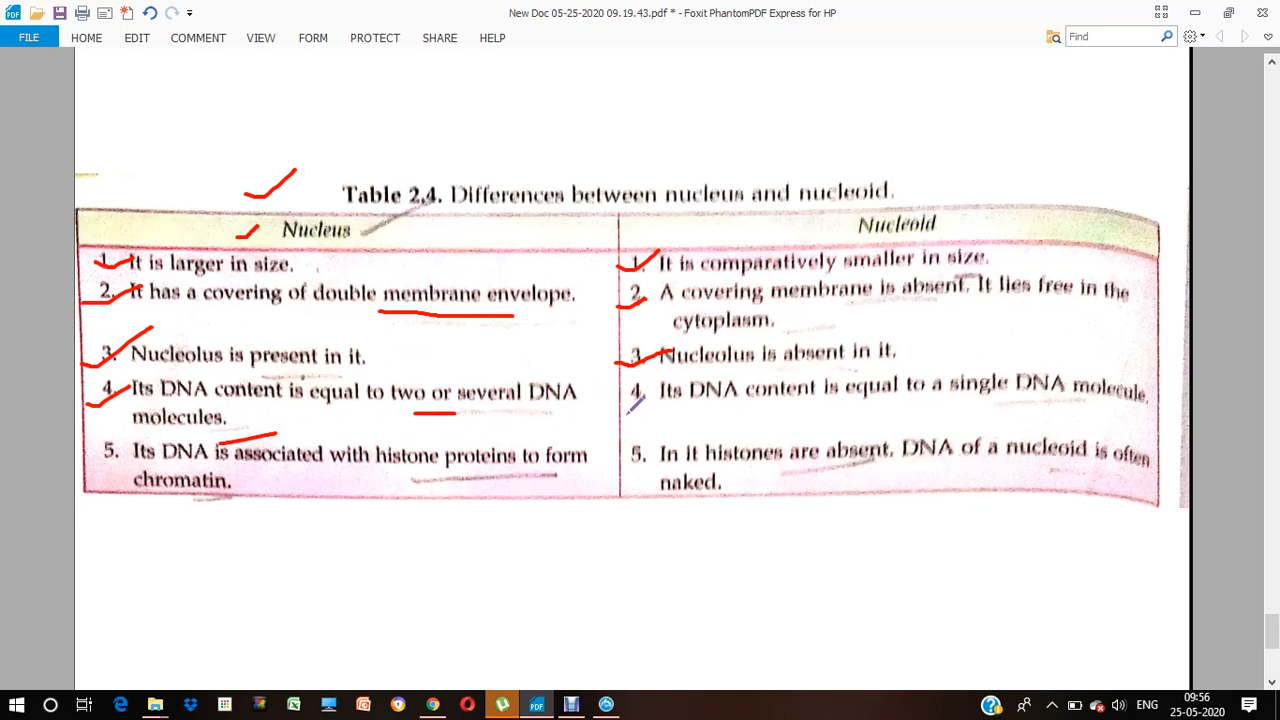 New Doc 05-25-2020 09.19.43.pdf * - Foxit PhantomPDF Express for HP
FILE HOME EDIT COMMENT VIEW FORM PROTECT SHARE HELP Find
Table 2.4. Differences between nucleus and nucleoid.
Nucleus
1. It is larger in size.
2. It has a covering of double membrane envelope.
3. Nucleolus is present in it.
4. Its DNA content is equal to two or several DNA
molecules.
5. Its DNA is associated with histone proteins to form
chromatin.
Nucleoid
1. It is comparatively smaller in size.
2. A covering membrane is absent. It lies free in the
cytoplasm.
3. Nucleolus is absent in it.
4. Its DNA content is equal to a single DNA molecule.
5. In it histones are absent. DNA of a nucleoid is often
naked.
ENG
09:56
25-05-2020